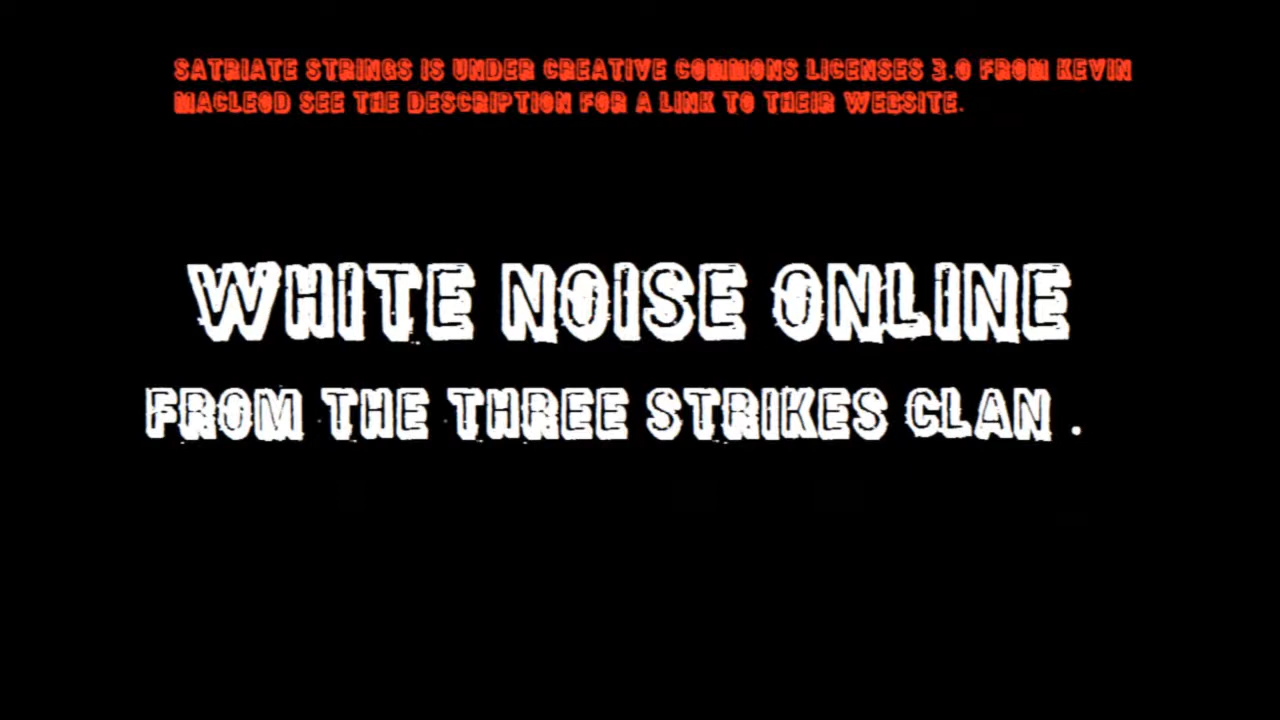 SATRIATE STRINGS IS UNDER CREATIVE COMMONS LICENSES 3.0 FROM KEVIN
MACLEOD SEE THE DESCRIPTION FOR A LINK TO THEIR WEBSITE.
WHITE NOISE ONLINE
FROM THE THREE STRIKES CLAN .